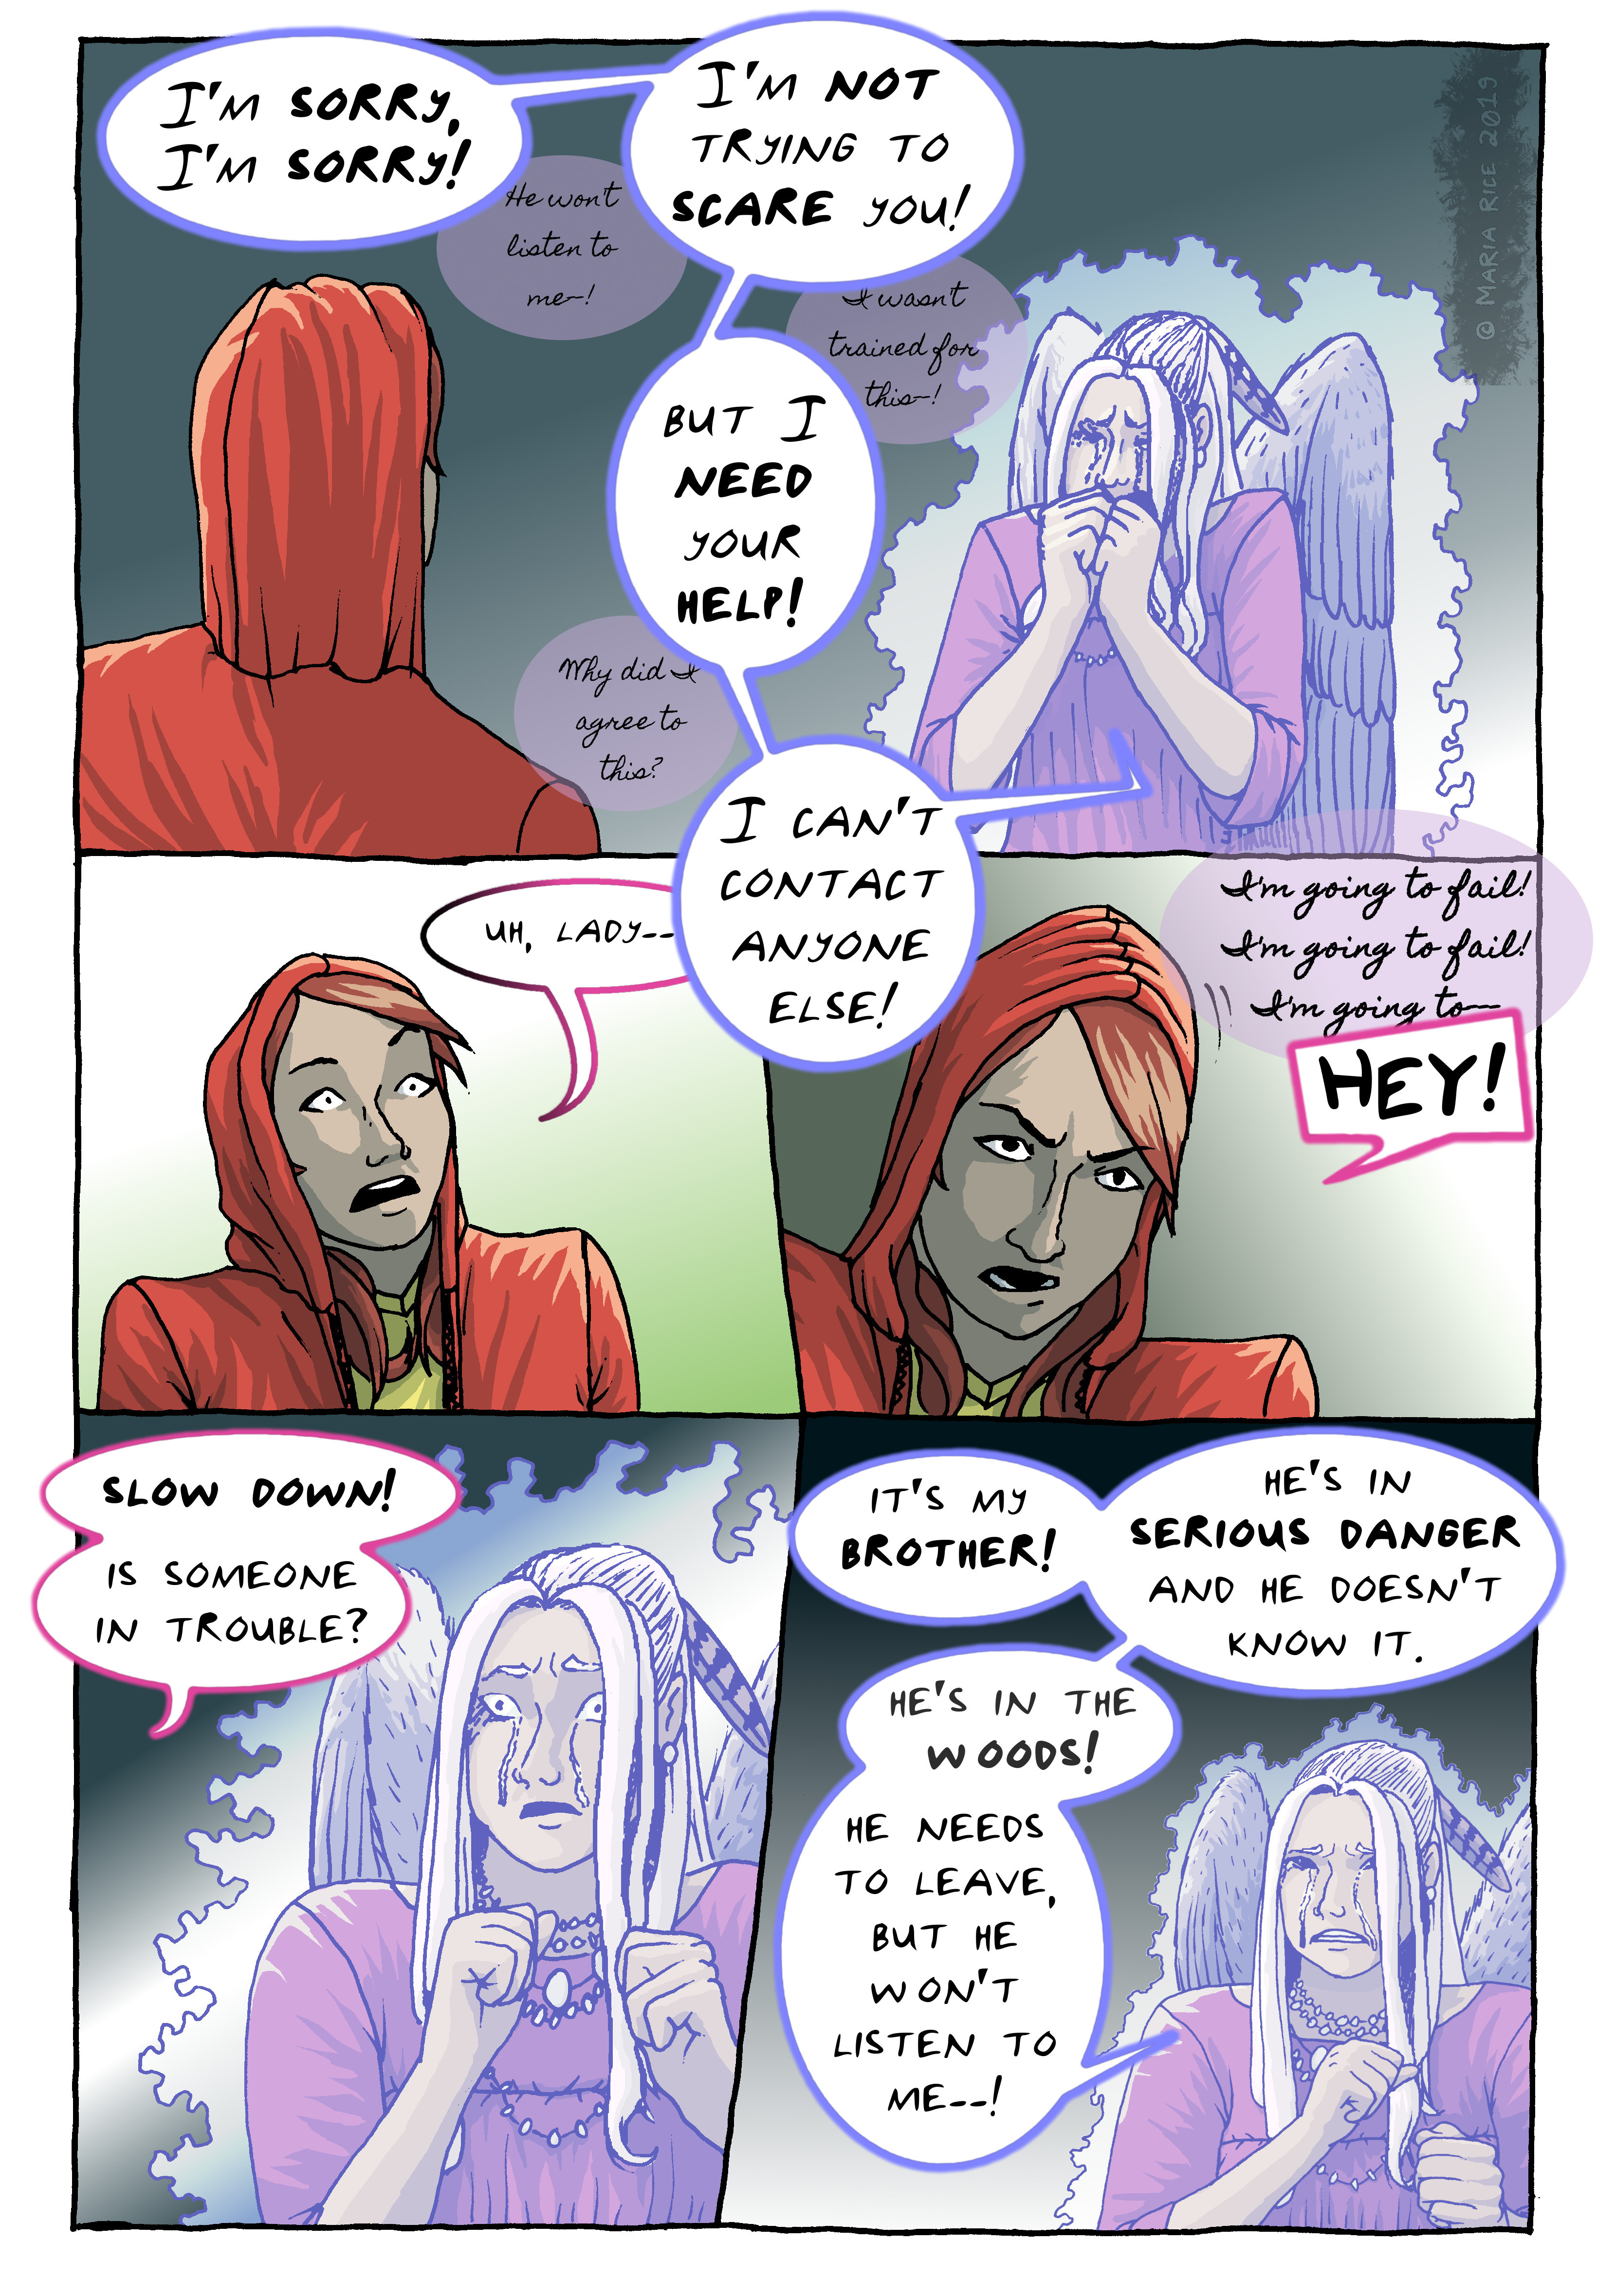 I'M SORRY,
I'M SORRY!
I'M NOT
TRYING TO
SCARE YOU!
He won't
listen to
me—!
I wasn't
trained for
this—!
BUT I
NEED
YOUR
HELP!
Why did I
agree to
this?
I CAN'T
CONTACT
ANYONE
ELSE!
© MARIA RICE 2019
UH, LADY--
I'm going to fail!
I'm going to fail!
I'm going to—
HEY!
SLOW DOWN!
IS SOMEONE
IN TROUBLE?
IT'S MY
BROTHER!
HE'S IN
SERIOUS DANGER
AND HE DOESN'T
KNOW IT.
HE'S IN THE
WOODS!
HE NEEDS
TO LEAVE,
BUT HE
WON'T
LISTEN TO
ME--!